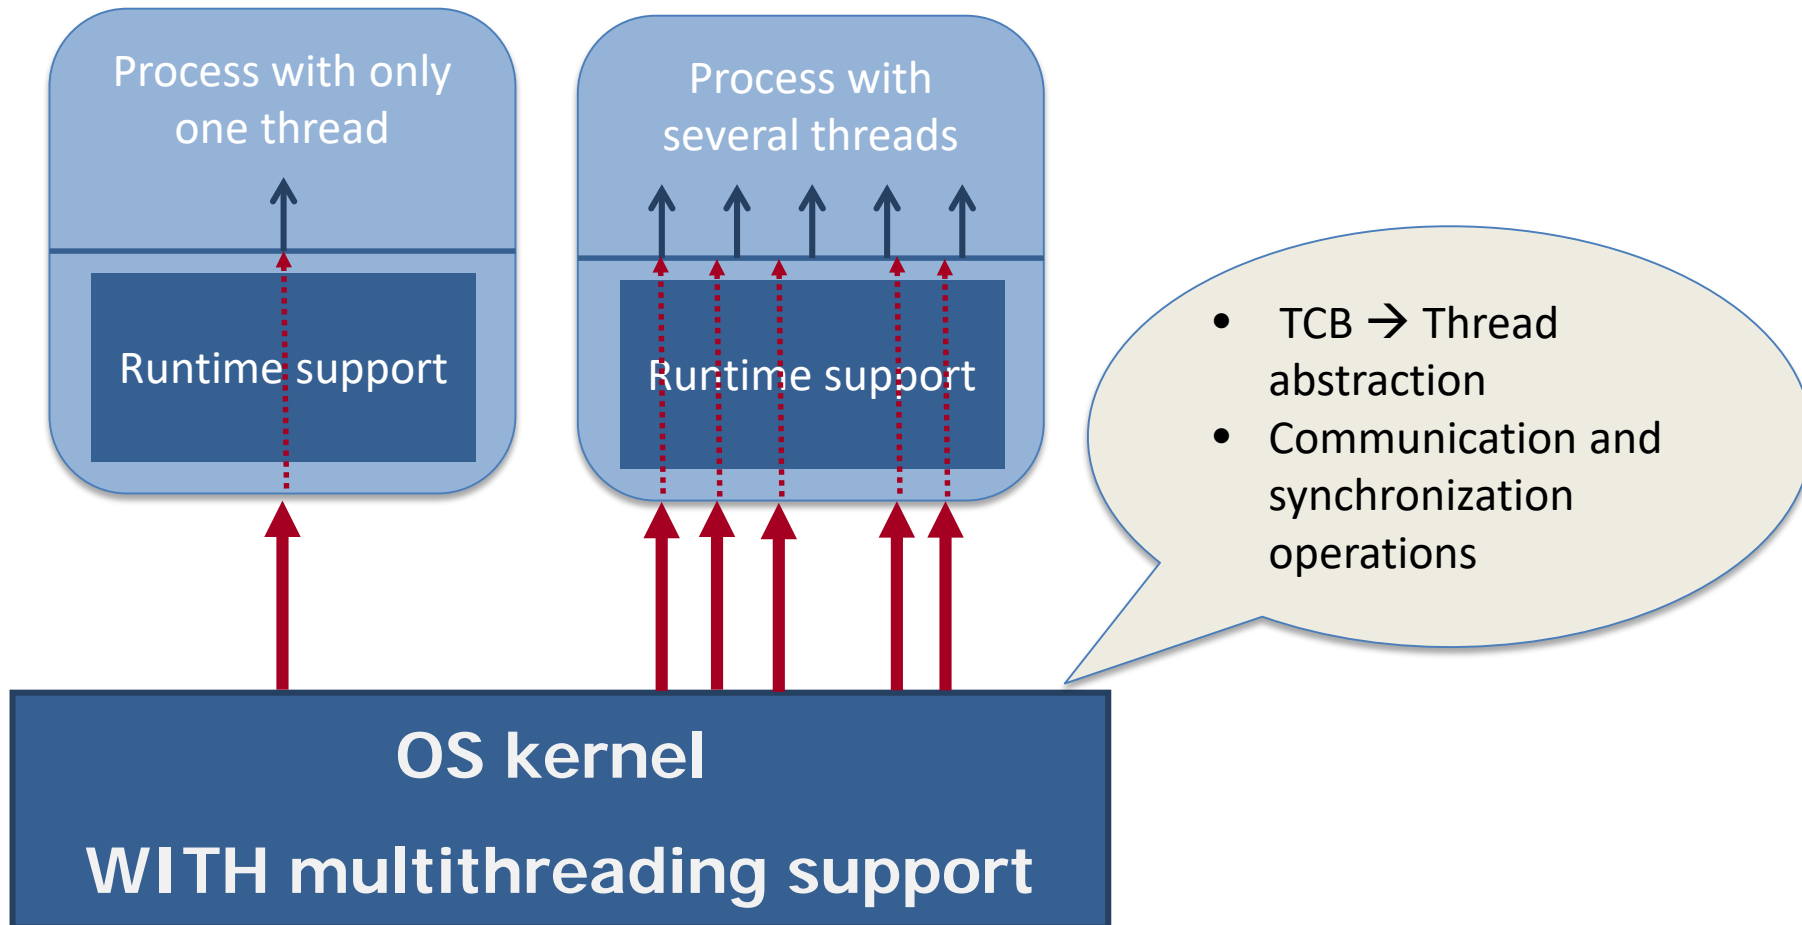 Process with only
one thread
Process with
several threads
Runtime support
Runtime support
• TCB → Thread
abstraction
• Communication and
synchronization
operations
OS kernel
WITH multithreading support